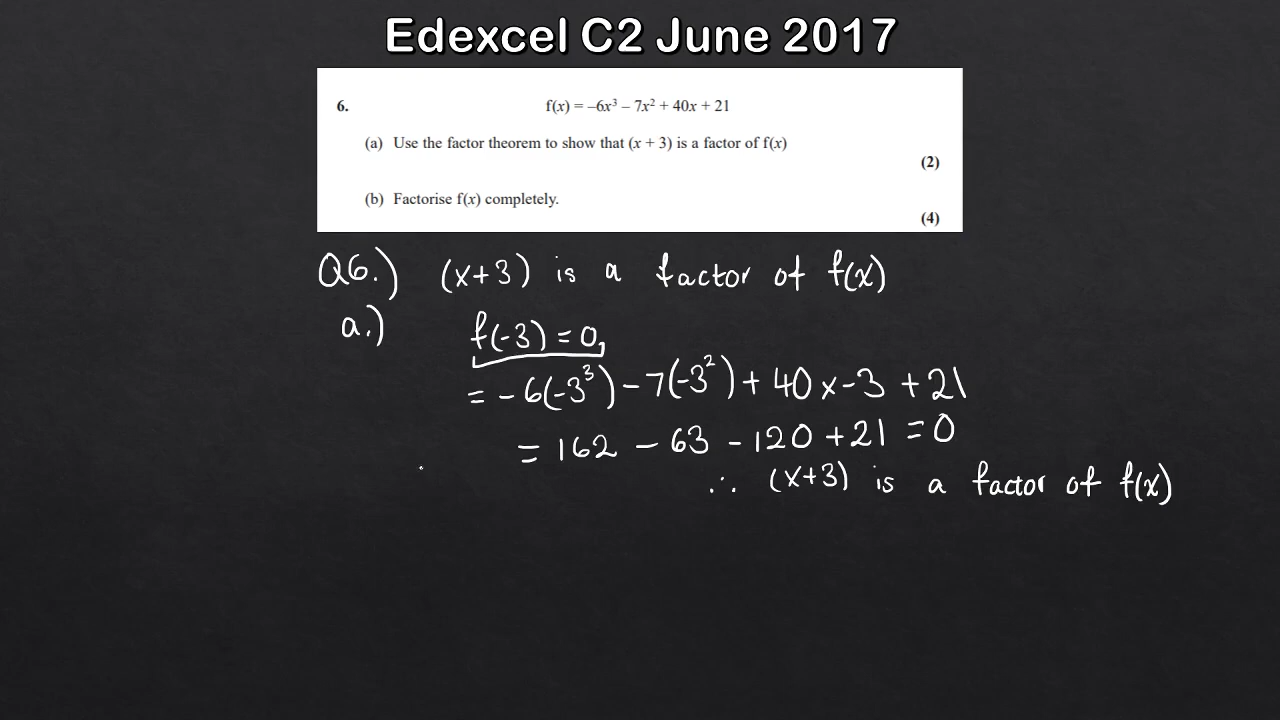 Edexcel C2 June 2017
6. f(x) = –6x³ – 7x² + 40x + 21
(a) Use the factor theorem to show that (x + 3) is a factor of f(x)
(2)
(b) Factorise f(x) completely.
(4)
Q6.) (x+3) is a factor of f(x)
a.) f(-3) = 0,
= - 6(-3³) - 7(-3²) + 40 x -3 + 21
= 162 - 63 - 120 + 21 = 0
∴ (x+3) is a factor of f(x)